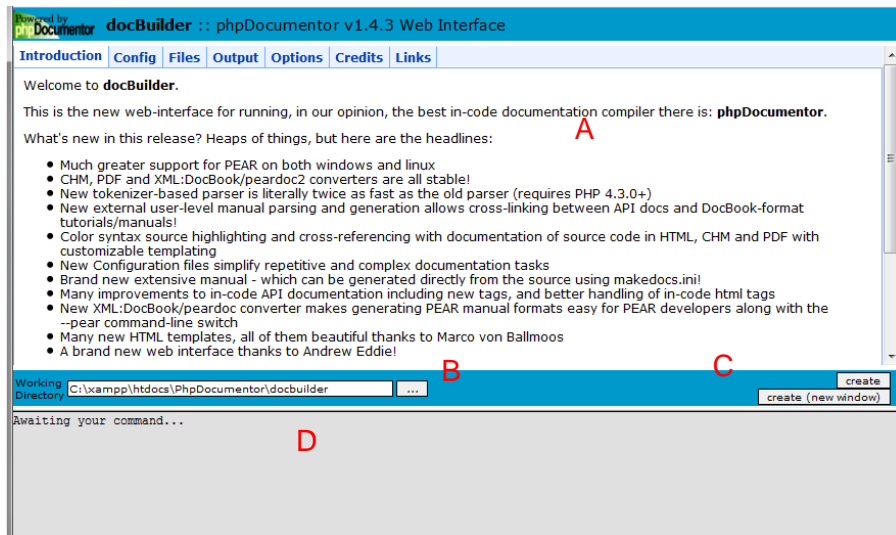 Powered by
phpDocumentor docBuilder :: phpDocumentor v1.4.3 Web Interface
Introduction Config Files Output Options Credits Links
Welcome to docBuilder.
This is the new web-interface for running, in our opinion, the best in-code documentation compiler there is: phpDocumentor.
A
What's new in this release? Heaps of things, but here are the headlines:
• Much greater support for PEAR on both windows and linux
• CHM, PDF and XML:DocBook/peardoc2 converters are all stable!
• New tokenizer-based parser is literally twice as fast as the old parser (requires PHP 4.3.0+)
• New external user-level manual parsing and generation allows cross-linking between API docs and DocBook-format
tutorials/manuals!
• Color syntax source highlighting and cross-referencing with documentation of source code in HTML, CHM and PDF with
customizable templating
• New Configuration files simplify repetitive and complex documentation tasks
• Brand new extensive manual - which can be generated directly from the source using makedocs.ini!
• Many improvements to in-code API documentation including new tags, and better handling of in-code html tags
• New XML:DocBook/peardoc converter makes generating PEAR manual formats easy for PEAR developers along with the
--pear command-line switch
• Many new HTML templates, all of them beautiful thanks to Marco von Ballmoos
• A brand new web interface thanks to Andrew Eddie!
B
C
Working
Directory C:\xampp\htdocs\PhpDocumentor\docbuilder ...
create
create (new window)
Awaiting your command...
D